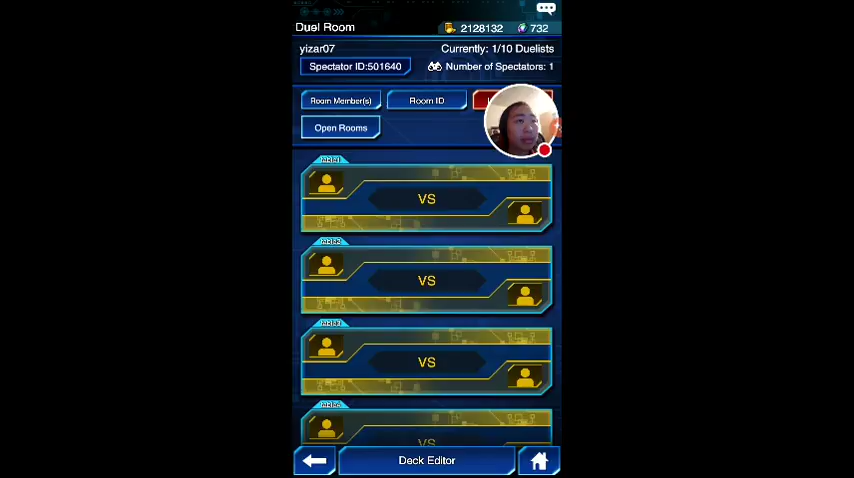 Duel Room
2128132
732
yizar07
Currently: 1/10 Duelists
Spectator ID:501640
Number of Spectators: 1
Room Member(s)
Room ID
Open Rooms
VS
VS
VS
VS
Deck Editor